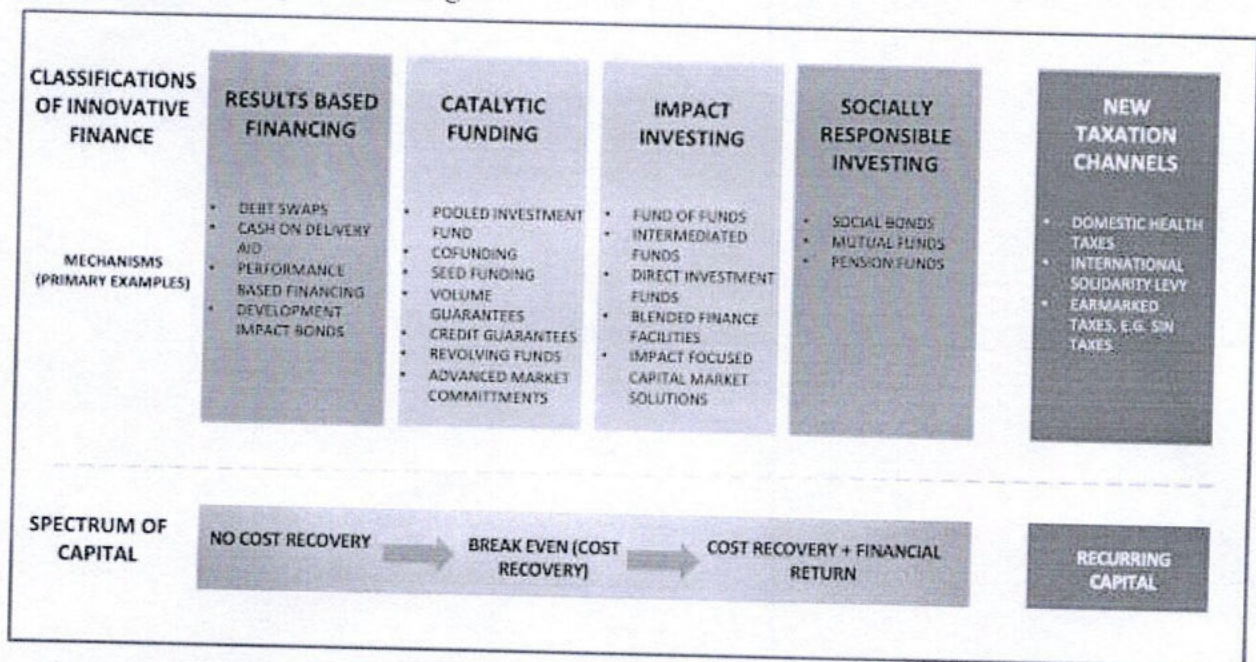 CLASSIFICATIONS
OF INNOVATIVE
FINANCE
MECHANISMS
(PRIMARY EXAMPLES)
RESULTS BASED
FINANCING
• DEBT SWAPS
• CASH ON DELIVERY
AID
• PERFORMANCE
BASED FINANCING
• DEVELOPMENT
IMPACT BONDS
CATALYTIC
FUNDING
• POOLED INVESTMENT
FUND
• COFUNDING
• SEED FUNDING
• VOLUME
GUARANTEES
• CREDIT GUARANTEES
• REVOLVING FUNDS
• ADVANCED MARKET
COMMITTMENTS
IMPACT
INVESTING
• FUND OF FUNDS
• INTERMEDIATED
FUNDS
• DIRECT INVESTMENT
FUNDS
• BLENDED FINANCE
FACILITIES
• IMPACT FOCUSED
CAPITAL MARKET
SOLUTIONS
SOCIALLY
RESPONSIBLE
INVESTING
• SOCIAL BONDS
• MUTUAL FUNDS
• PENSION FUNDS
NEW
TAXATION
CHANNELS
• DOMESTIC HEALTH
TAXES
• INTERNATIONAL
SOLIDARITY LEVY
• EARMARKED
TAXES, E.G. SIN
TAXES
SPECTRUM OF
CAPITAL
NO COST RECOVERY
BREAK EVEN (COST
RECOVERY)
COST RECOVERY + FINANCIAL
RETURN
RECURRING
CAPITAL